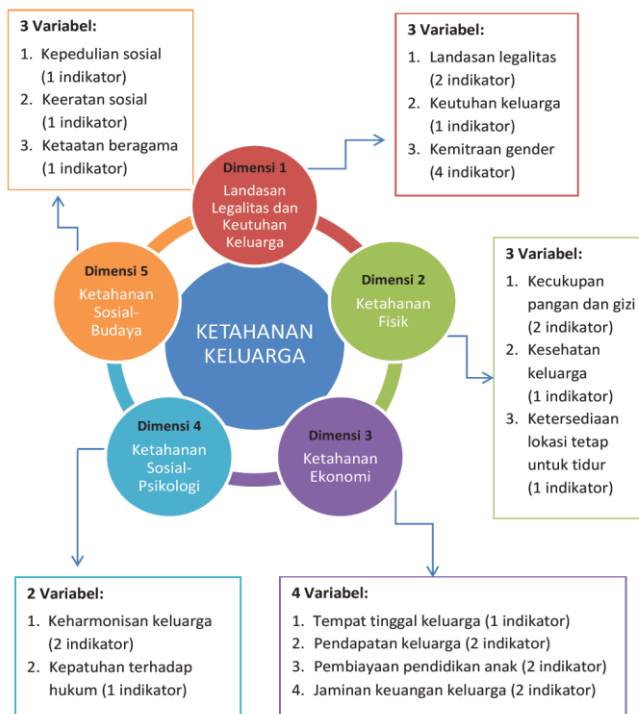 3 Variabel:
1. Kepedulian sosial
(1 indikator)
2. Keeratan sosial
(1 indikator)
3. Ketaatan beragama
(1 indikator)
3 Variabel:
1. Landasan legalitas
(2 indikator)
2. Keutuhan keluarga
(1 indikator)
3. Kemitraan gender
(4 indikator)
Dimensi 1
Landasan
Legalitas dan
Keutuhan
Keluarga
Dimensi 5
Ketahanan
Sosial-
Budaya
Dimensi 2
Ketahanan
Fisik
KETAHANAN
KELUARGA
3 Variabel:
1. Kecukupan
pangan dan gizi
(2 indikator)
2. Kesehatan
keluarga
(1 indikator)
3. Ketersediaan
lokasi tetap
untuk tidur
(1 indikator)
Dimensi 4
Ketahanan
Sosial-
Psikologi
Dimensi 3
Ketahanan
Ekonomi
2 Variabel:
1. Keharmonisan keluarga
(2 indikator)
2. Kepatuhan terhadap
hukum (1 indikator)
4 Variabel:
1. Tempat tinggal keluarga (1 indikator)
2. Pendapatan keluarga (2 indikator)
3. Pembiayaan pendidikan anak (2 indikator)
4. Jaminan keuangan keluarga (2 indikator)